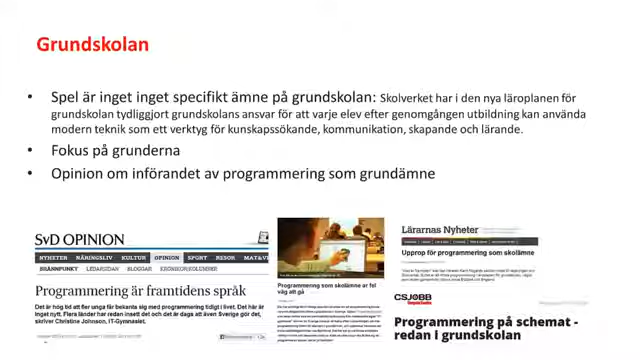 Grundskolan
• Spel är inget inget specifikt ämne på grundskolan: Skolverket har i den nya läroplanen för
grundskolan tydliggjort grundskolans ansvar för att varje elev efter genomgången utbildning kan använda
modern teknik som ett verktyg för kunskapssökande, kommunikation, skapande och lärande.
• Fokus på grunderna
• Opinion om införandet av programmering som grundämne
SvD OPINION
NYHETER NÄRINGSLIV KULTUR OPINION SPORT RESOR MAT&V
BRÄNNPUNKT LEDARSIDAN BLOGGAR KRÖNIKÖR/KOLUMNER
Programmering är framtidens språk
Det är hög tid att fler unga får bekanta sig med programmering tidigt i livet. Det här är
inget nytt. Flera länder har redan insett det och det är dags att även Sverige gör det,
skriver Christine Johnson, IT-Gymnasiet.
Programmering som skolämne är fel
väg att gå
Lärarnas Nyheter
Upprop för programmering som skolämne
CSJOBB
Programmering på schemat -
redan i grundskolan